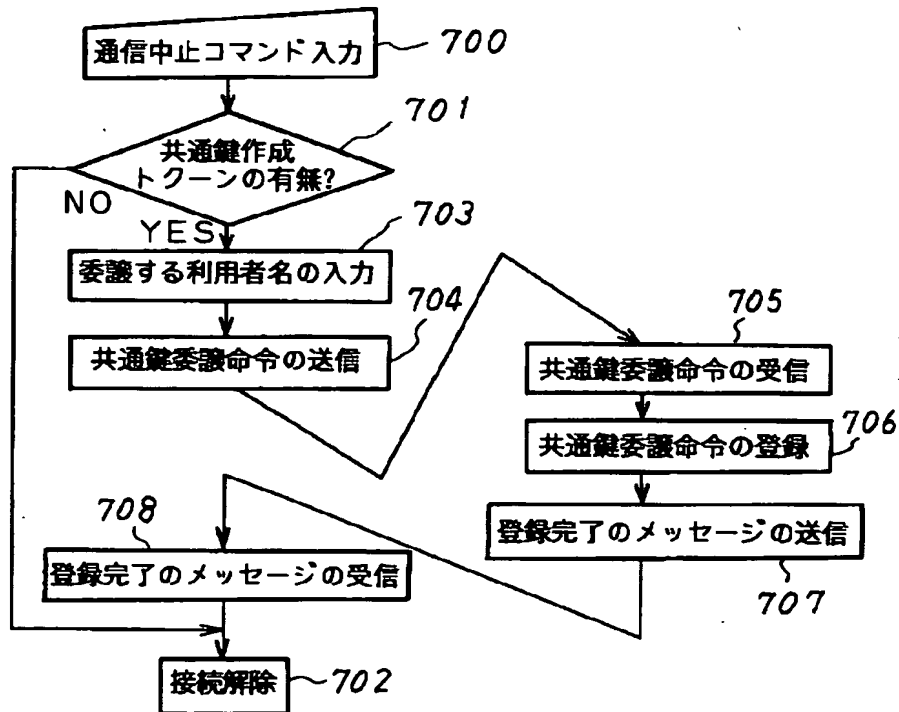 通信中止コマンド入力
700
701
共通鍵作成
トクーンの有無?
NO
YES
703
委譲する利用者名の入力
704
共通鍵委譲命令の送信
705
共通鍵委譲命令の受信
706
共通鍵委譲命令の登録
登録完了のメッセージの送信
707
708
登録完了のメッセージの受信
接続解除
702